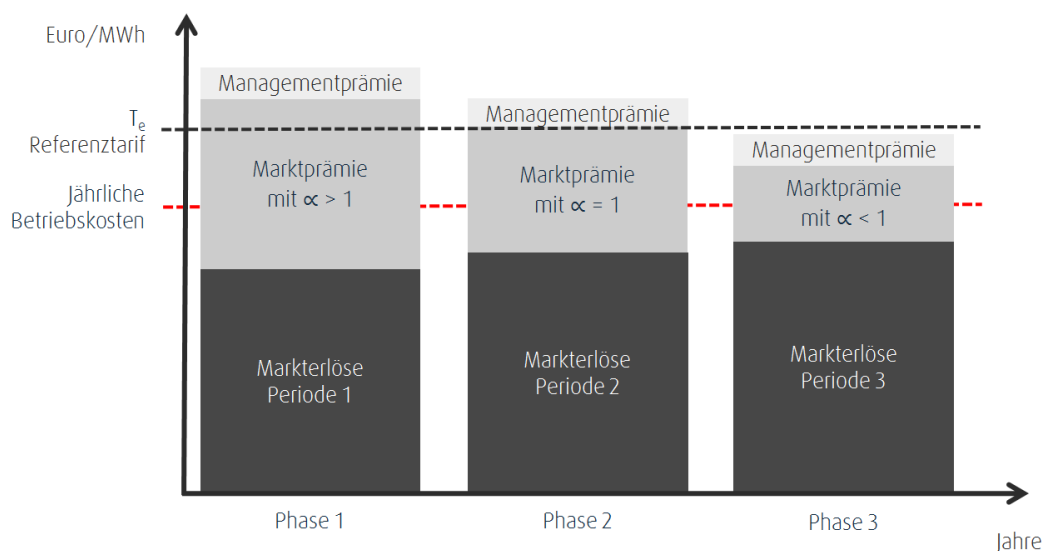 Euro/MWh
Te
Referenztarif
Jährliche
Betriebskosten
Managementprämie
Marktprämie
mit ∝ > 1
Markterlöse
Periode 1
Managementprämie
Marktprämie
mit ∝ = 1
Markterlöse
Periode 2
Managementprämie
Marktprämie
mit ∝ < 1
Markterlöse
Periode 3
Phase 1
Phase 2
Phase 3
Jahre